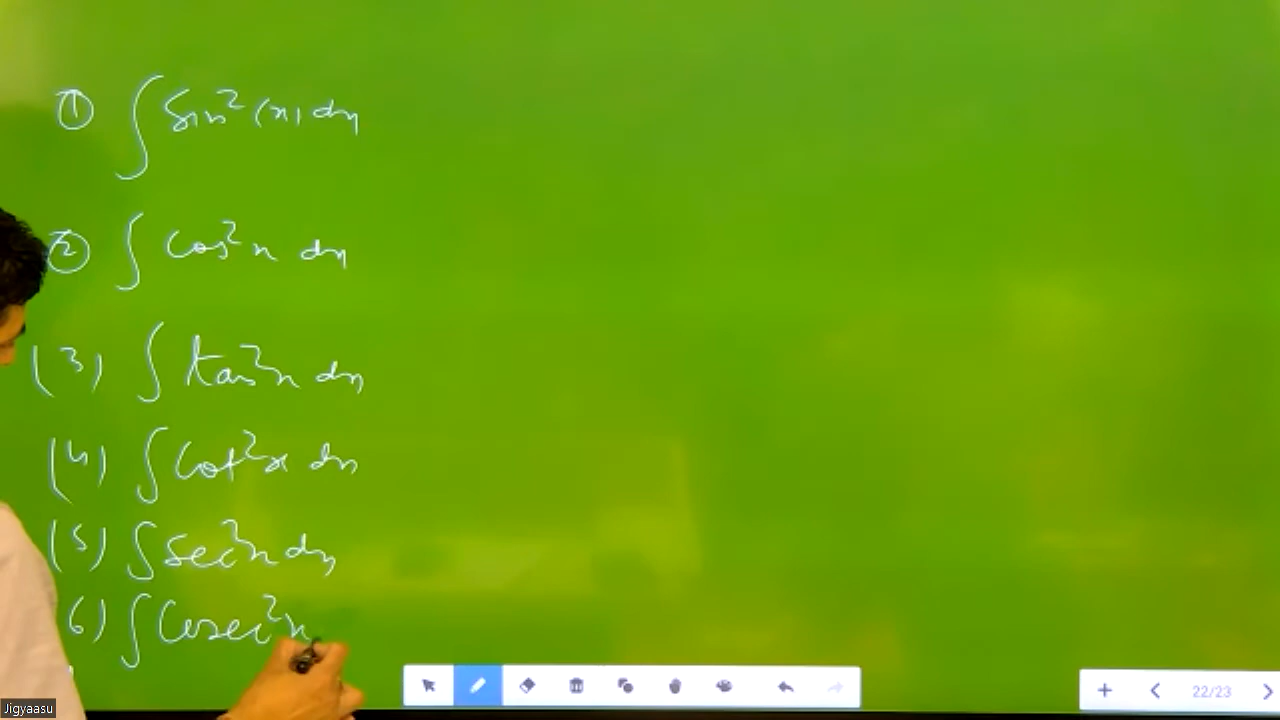 ① ∫ Sin²(x) dx
② ∫ Cos²x dx
(3) ∫ tan²x dx
(4) ∫ Cot²x dx
(5) ∫ Sec²x dx
6) ∫ Cosec²x
22/23
Jigyaasu